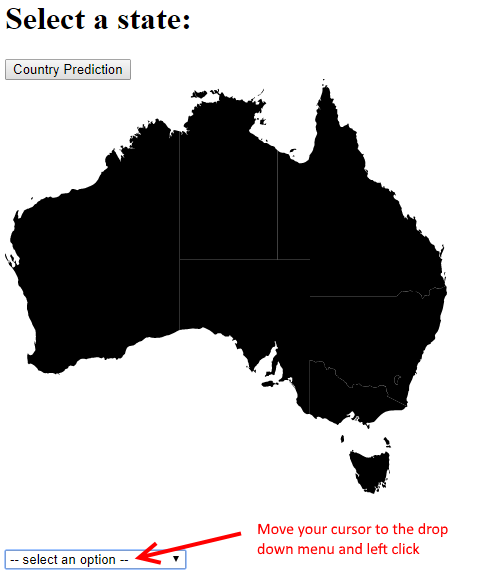 Select a state:
Country Prediction
Move your cursor to the drop
down menu and left click
-- select an option --